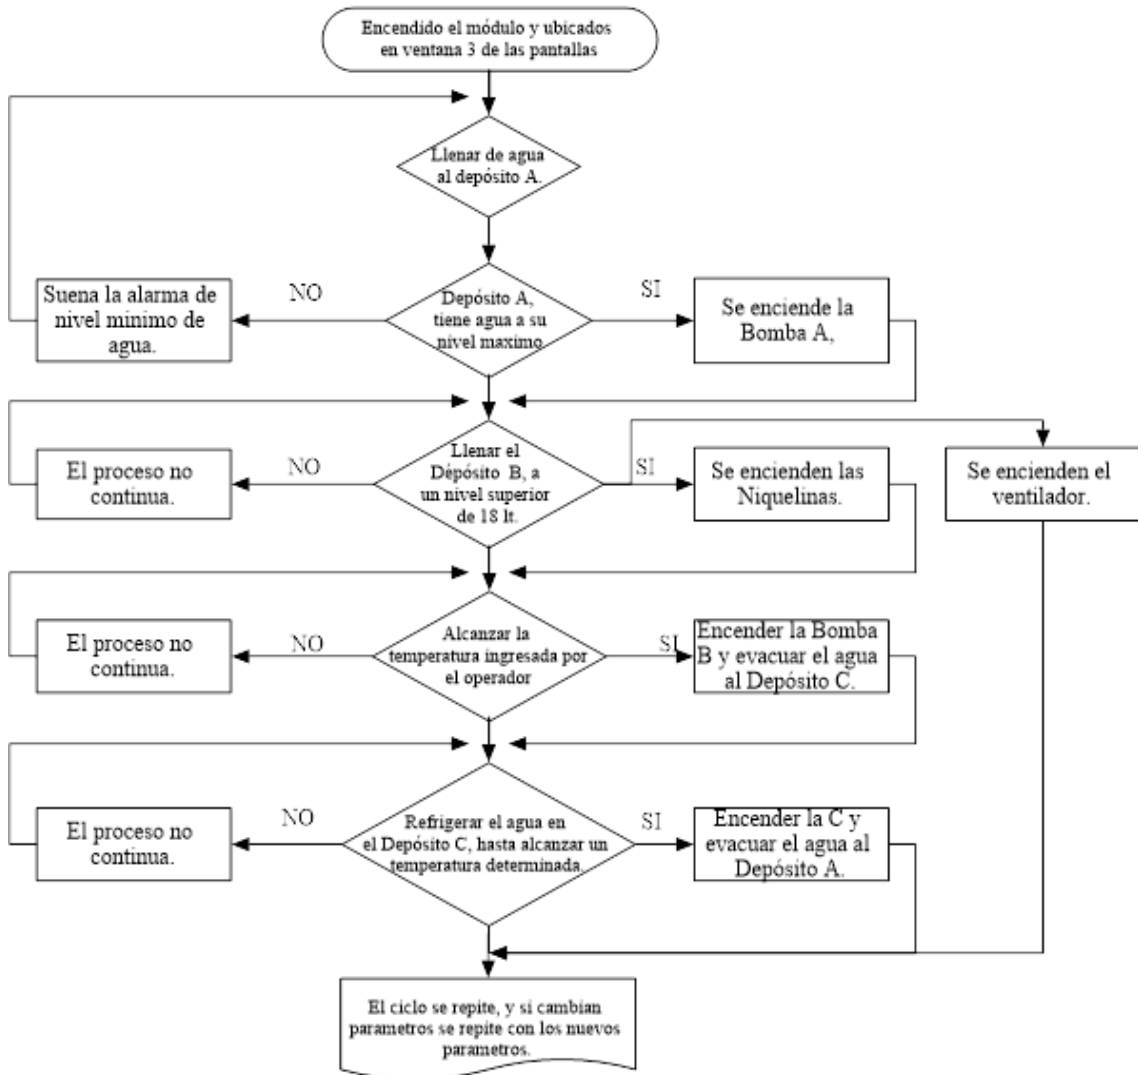 Encendido el módulo y ubicados
en ventana 3 de las pantallas
Llenar de agua
al depósito A.
Suena la alarma de
nivel minimo de
agua.
NO
Depósito A,
tiene agua a su
nivel maximo.
SI
Se enciende la
Bomba A,
El proceso no
continua.
NO
Llenar el
Dépósito B, a
un nivel superior
de 18 lt.
SI
Se encienden las
Niquelinas.
Se encienden el
ventilador.
El proceso no
continua.
NO
Alcanzar la
temperatura ingresada por
el operador
SI
Encender la Bomba
B y evacuar el agua
al Depósito C.
El proceso no
continua.
NO
Refrigerar el agua en
el Depósito C, hasta alcanzar un
temperatura determinada.
SI
Encender la C y
evacuar el agua al
Depósito A.
El ciclo se repite, y si cambian
parametros se repite con los nuevos
parametros.